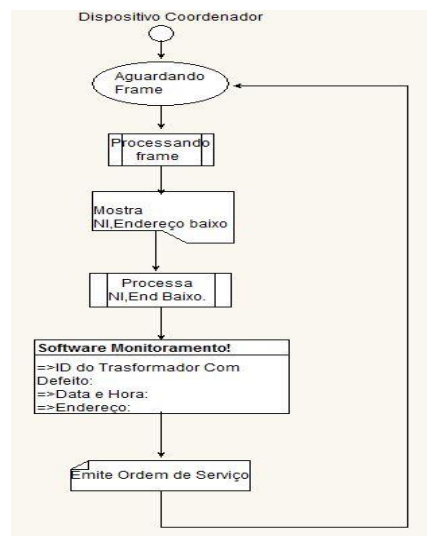 Dispositivo Coordenador
Aguardando
Frame
Processando
frame
Mostra
NI,Endereço baixo
Processa
NI,End Baixo.
Software Monitoramento!
=>ID do Trasformador Com
Defeito:
=>Data e Hora:
=>Endereço:
Emite Ordem de Serviço